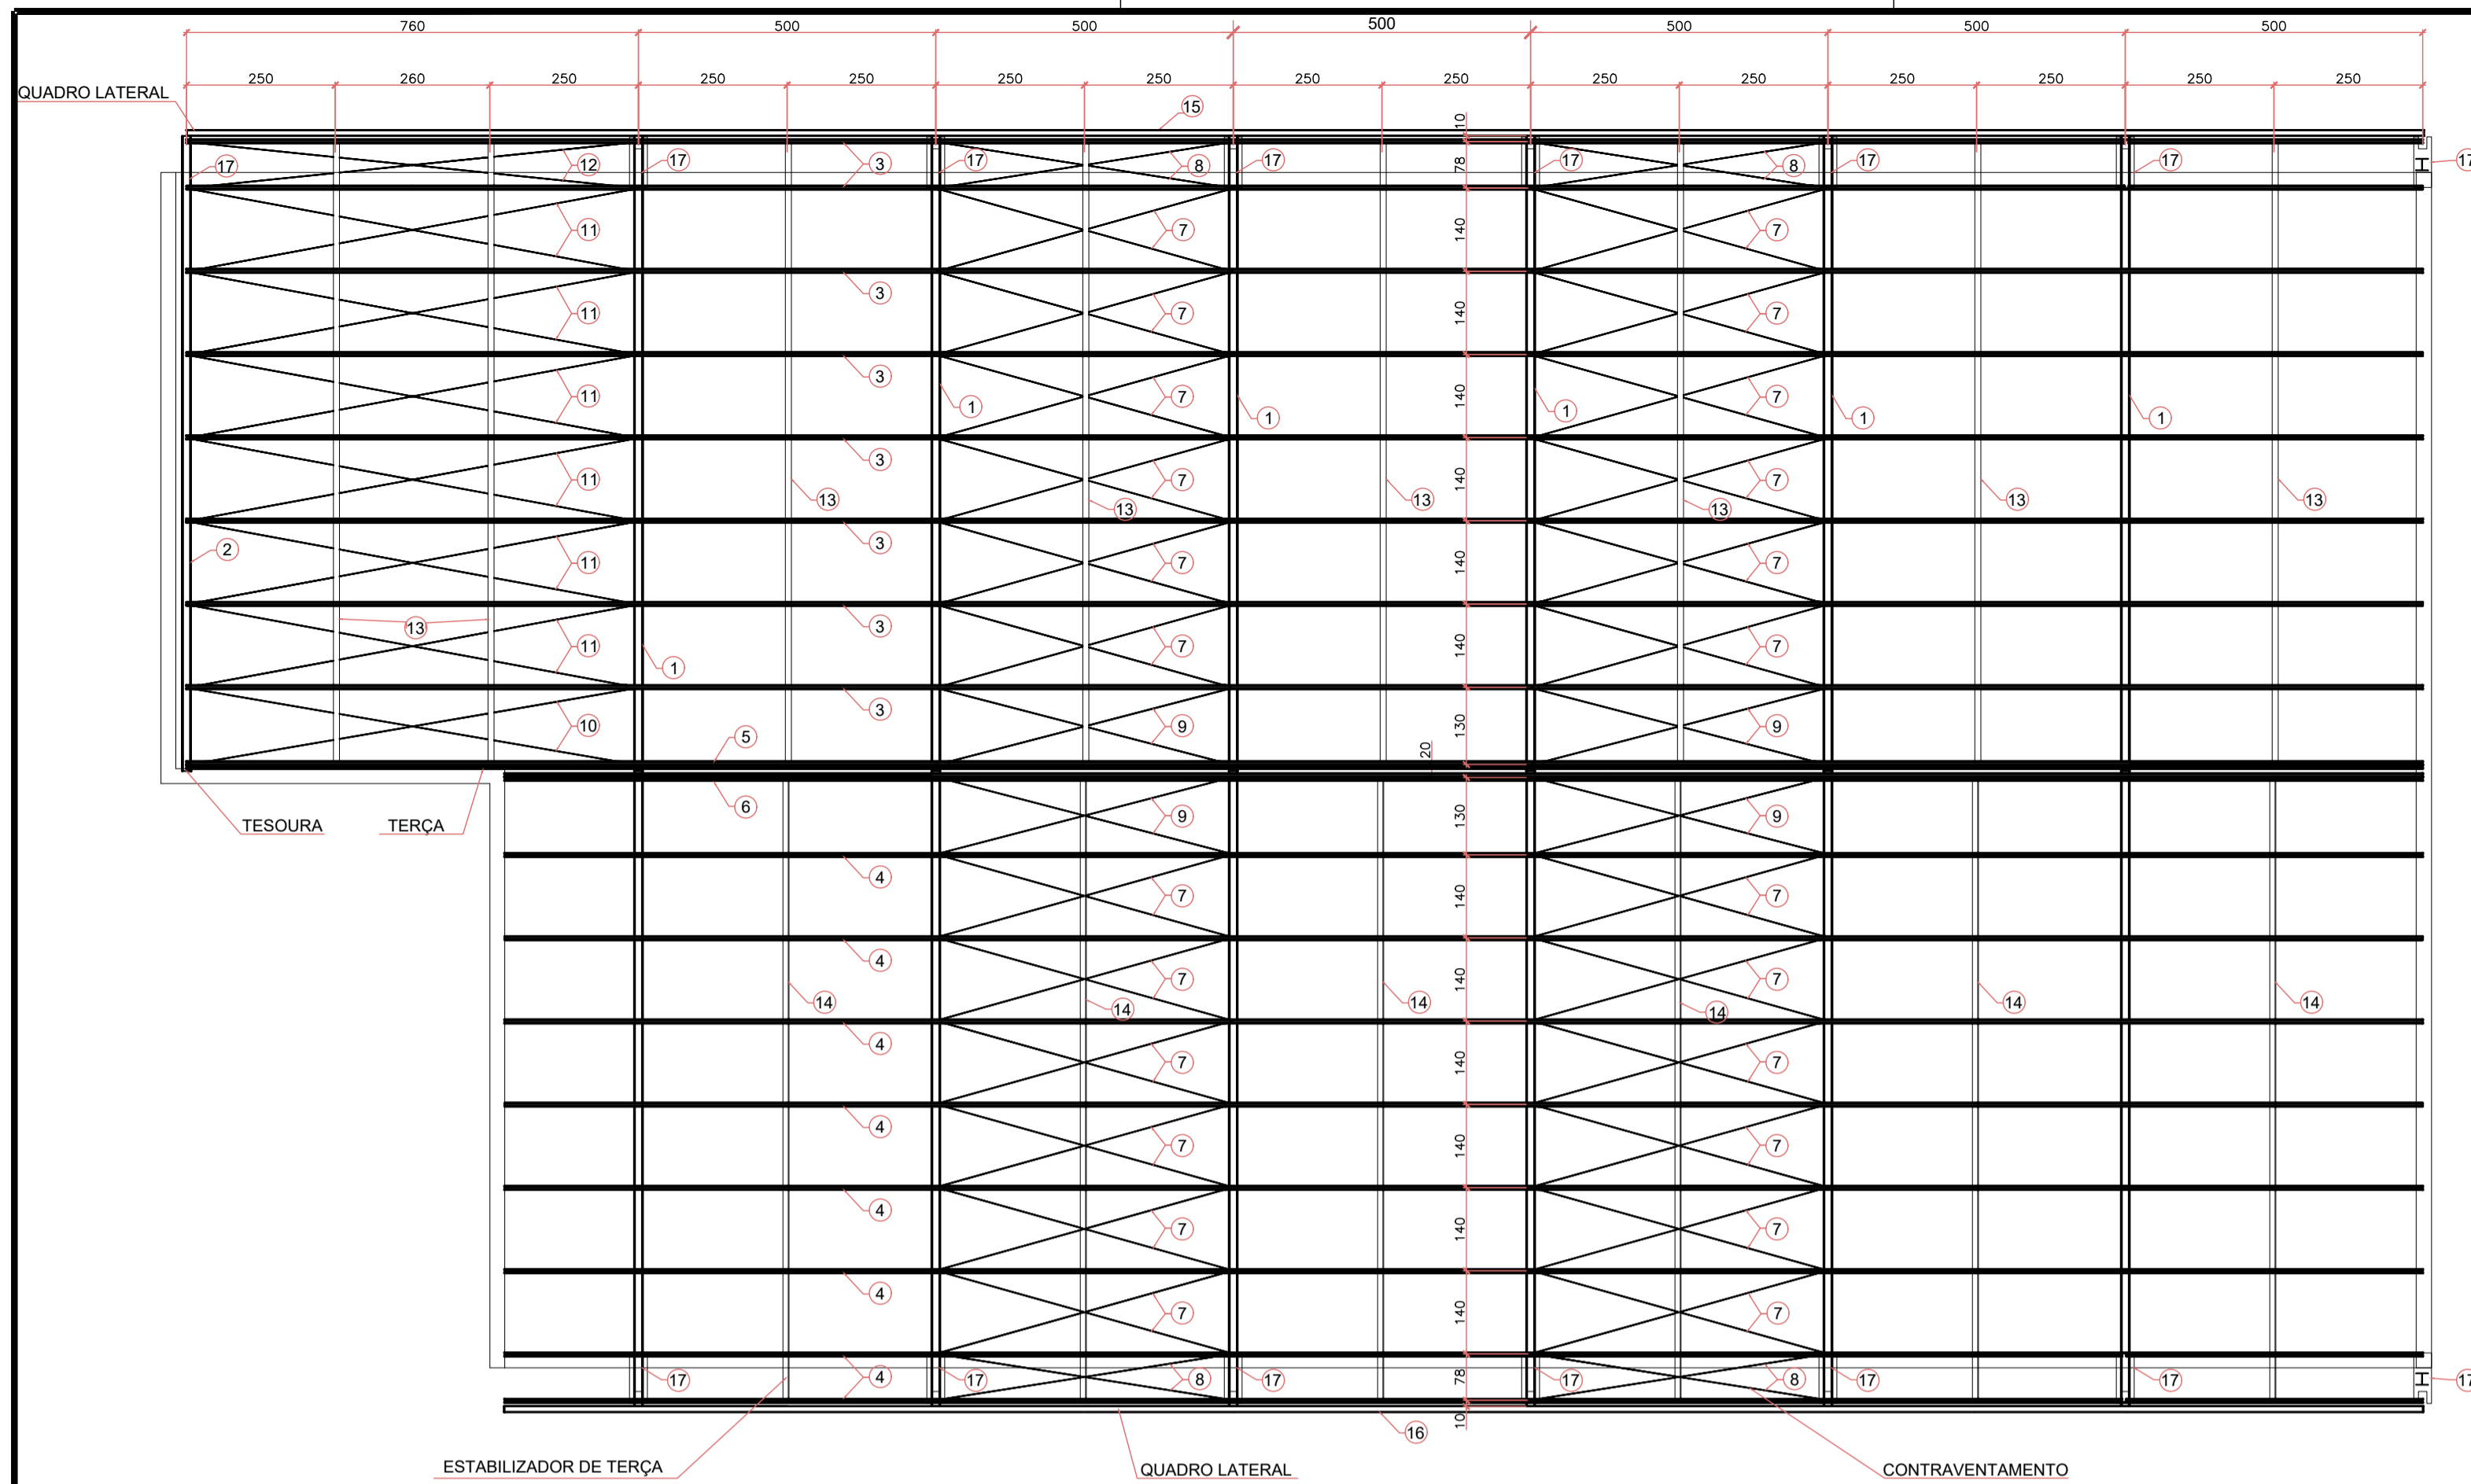 760 500 500 500 500 500 500
250 260 250 250 250 250 250 250 250 250 250 250 250 250 250
QUADRO LATERAL
15
10
17 12 17 3 17 8 17 78 17 8 17 17 17
11 7 140 7
11 3 7 140 7
11 3 1 7 1 140 1 7 1 1
11 3 13 13 7 13 140 13 7 13 13
2 11 3 7 140 7
13 11 1 3 7 140 7
10 5 3 9 130 9
20
TESOURA TERÇA 6 9 130 9
4 7 140 7
4 14 14 7 14 140 14 7 14 14
4 7 140 7
4 7 140 7
4 7 140 7
4 7 140 7
17 4 17 8 17 78 17 8 17 17 17
10
16
ESTABILIZADOR DE TERÇA QUADRO LATERAL CONTRAVENTAMENTO